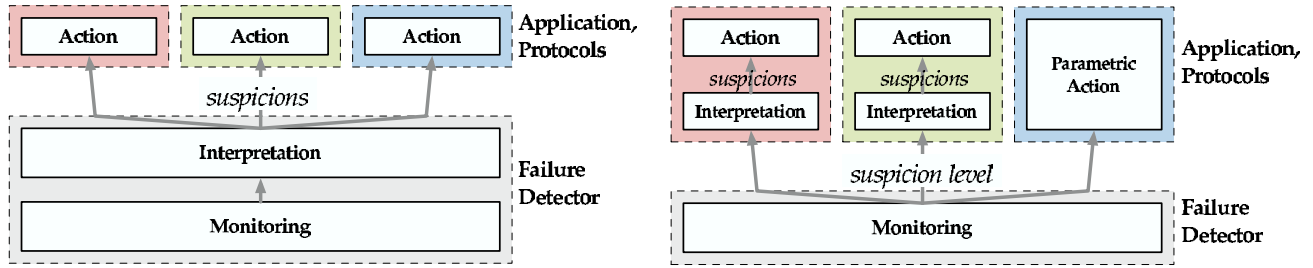 Action
Action
Action
Application,
Protocols
suspicions
Interpretation
Failure
Detector
Monitoring
Action
Action
Parametric
Action
Application,
Protocols
suspicions
suspicions
Interpretation
Interpretation
suspicion level
Monitoring
Failure
Detector